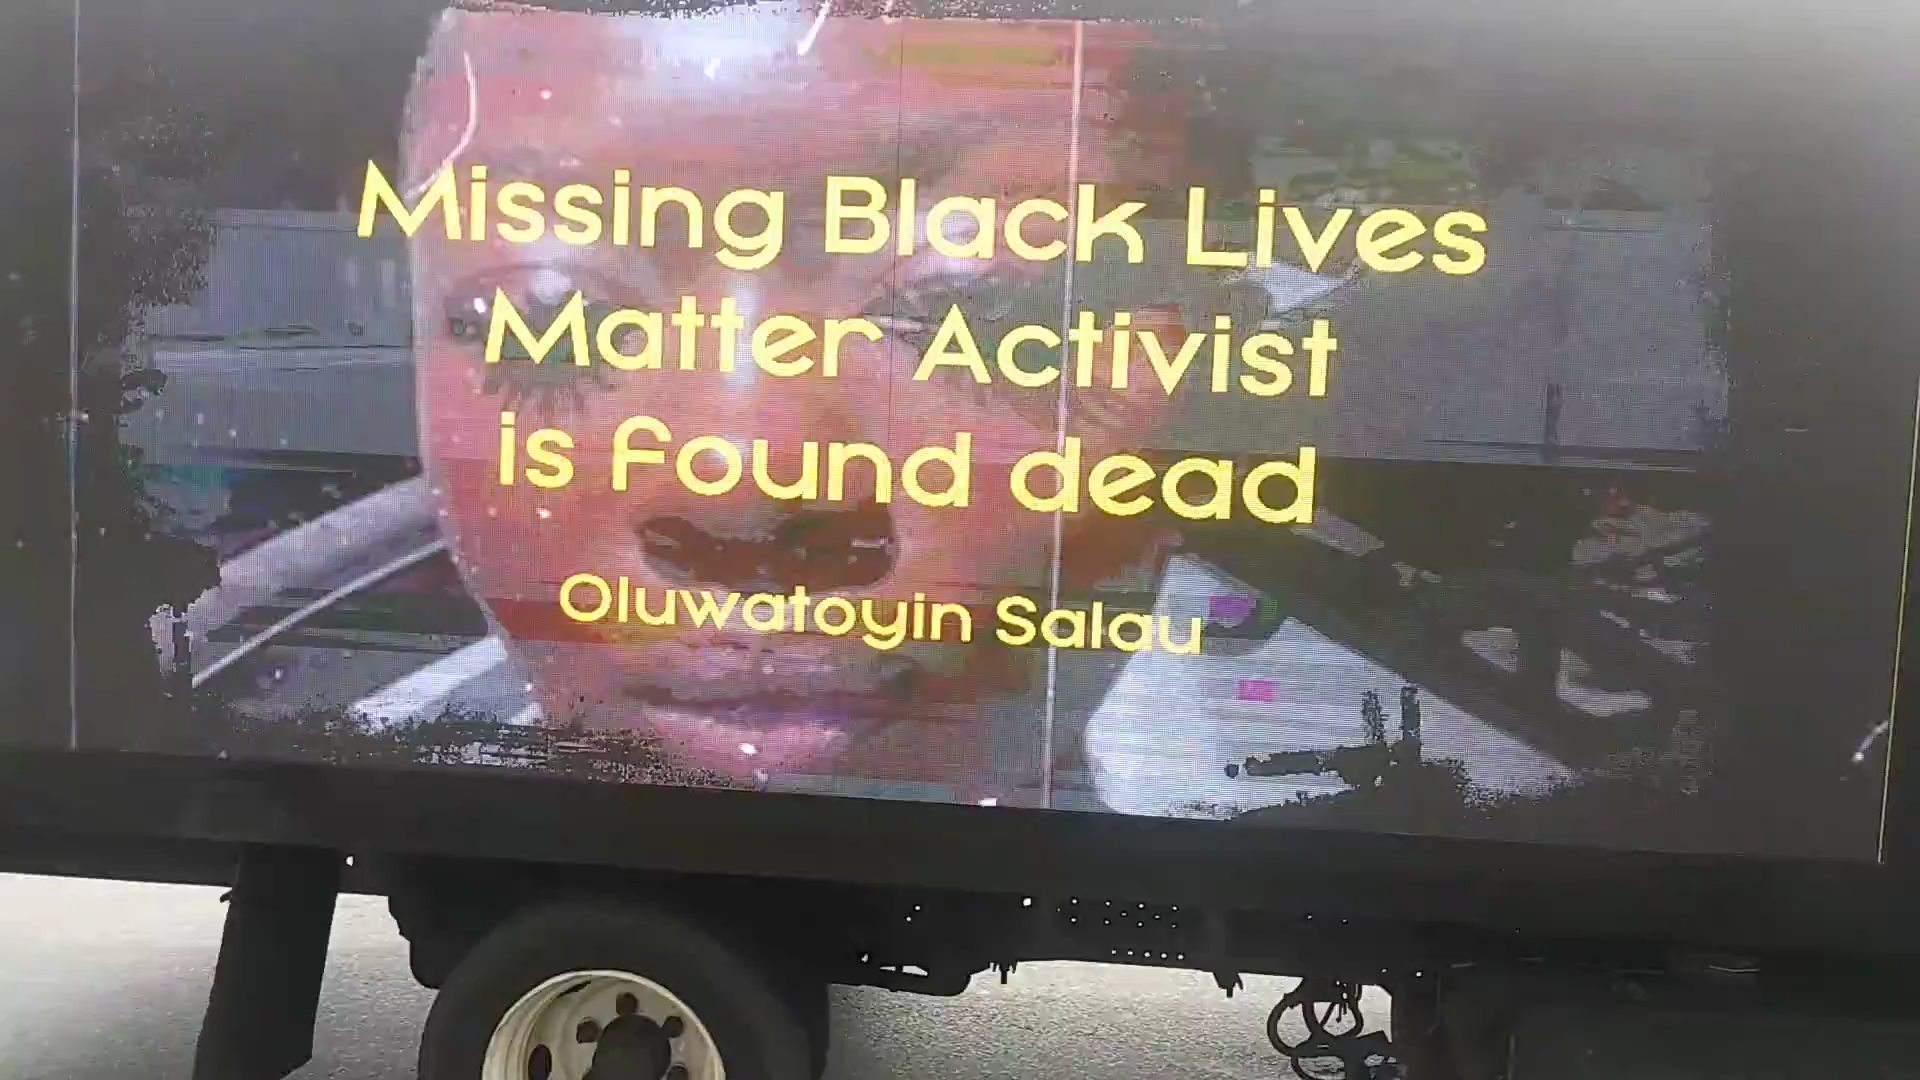 Missing Black Lives
Matter Activist
is found dead
Oluwatoyin Salau